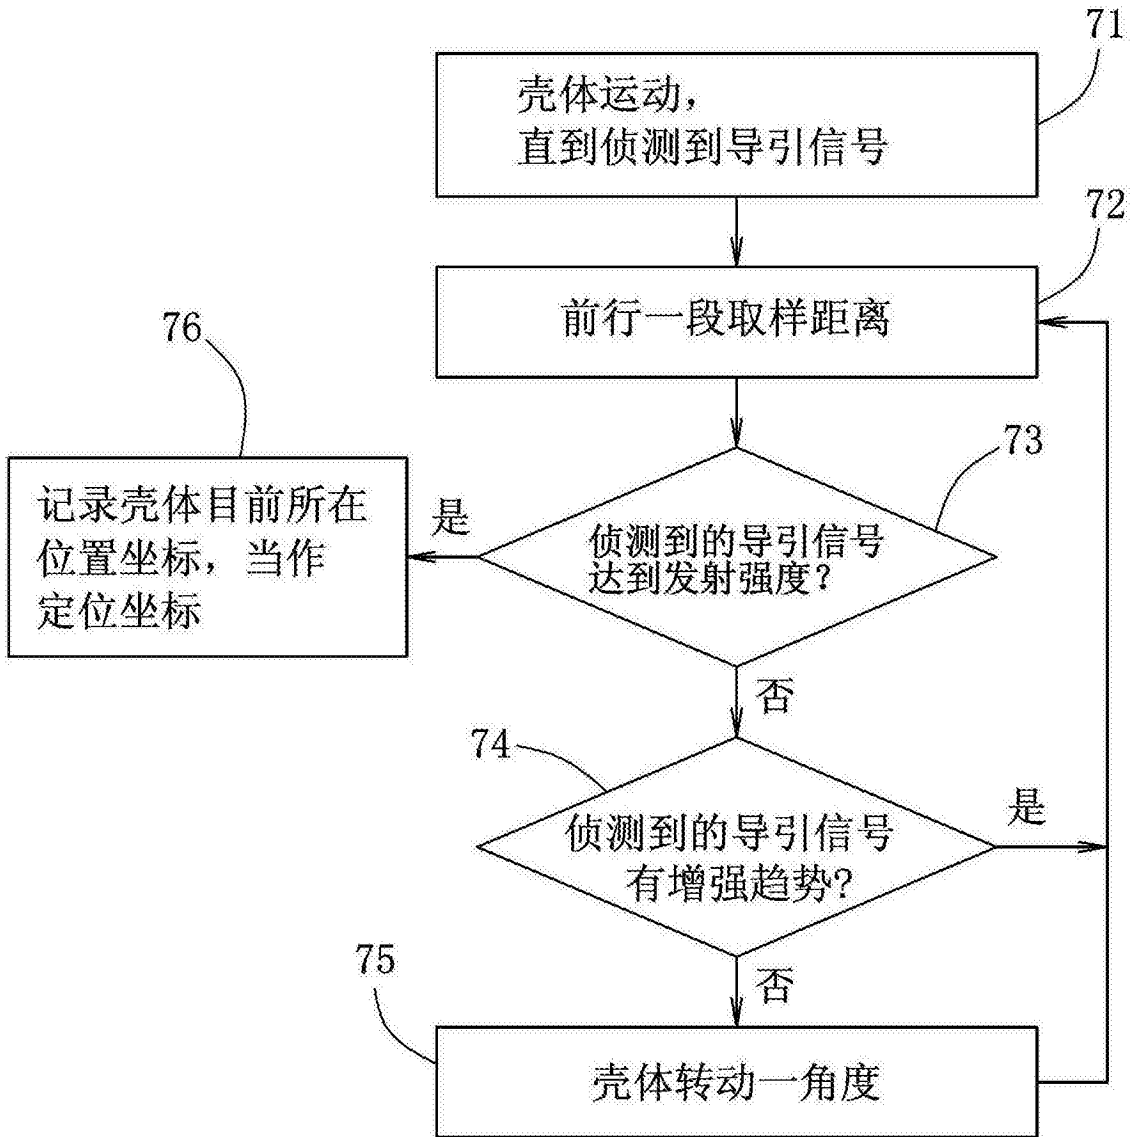 71
壳体运动，
直到侦测到导引信号
72
前行一段取样距离
76
73
记录壳体目前所在
位置坐标，当作
定位坐标
是
侦测到的导引信号
达到发射强度？
否
74
侦测到的导引信号
有增强趋势?
是
75
否
壳体转动一角度